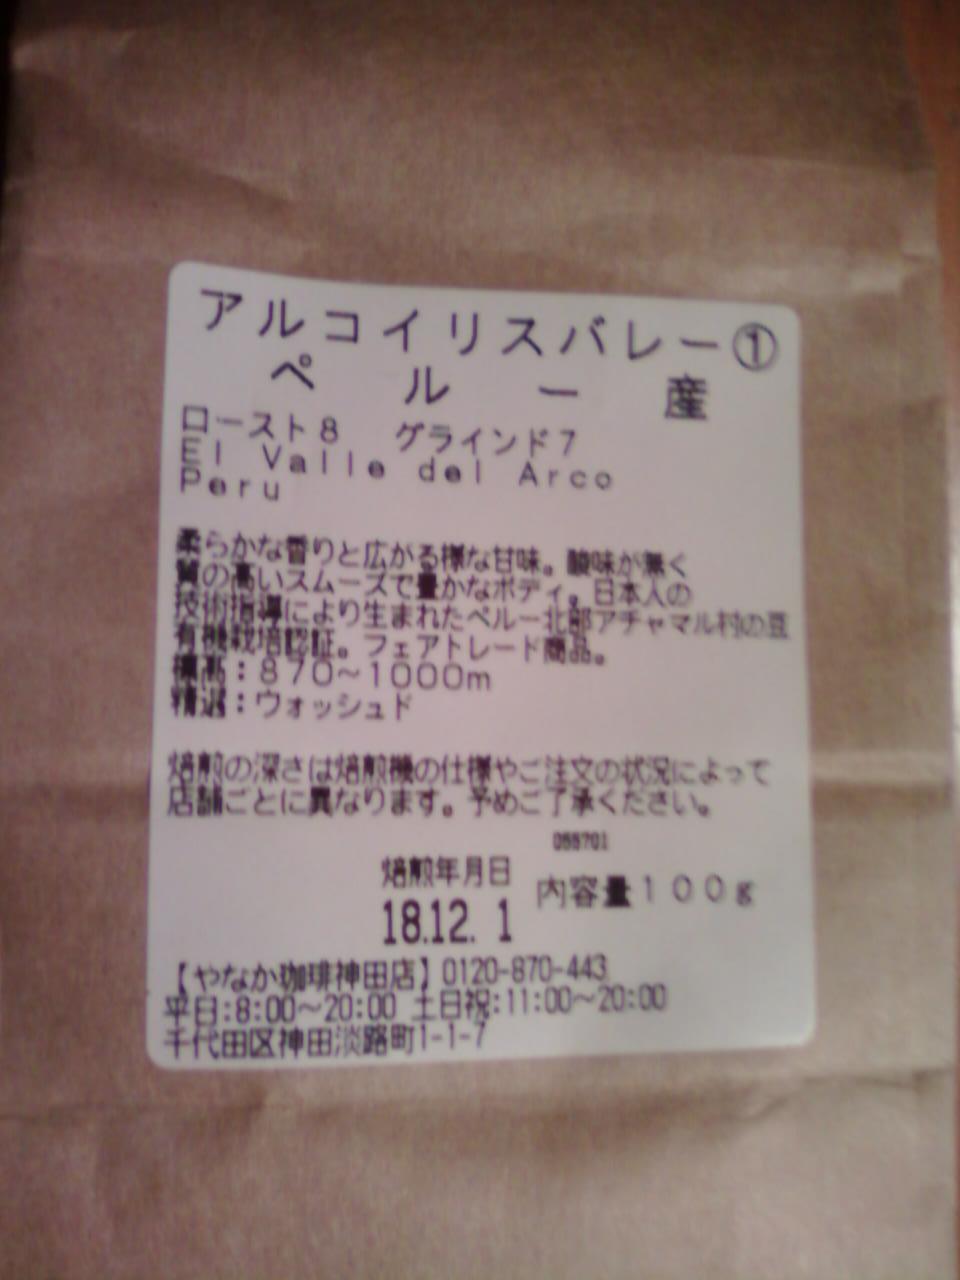 アルコイリスバレー①
ペルー産
ロースト8 グラインド7
El Valle del Arco
Peru
柔らかな香りと広がる様な甘味。酸味が無く
質の高いスムーズで豊かなボディ。日本人の
技術指導により生まれたペルー北部アチャマル村の豆
有機栽培認証。フェアトレード商品。
標高:870~1000m
精選:ウォッシュド
焙煎の深さは焙煎機の仕様やご注文の状況によって
店舗ごとに異なります。予めご了承ください。
055701
焙煎年月日
内容量100g
18.12. 1
【やなか珈琲神田店】0120-870-443
平日:8:00~20:00 土日祝:11:00~20:00
千代田区神田淡路町1-1-7